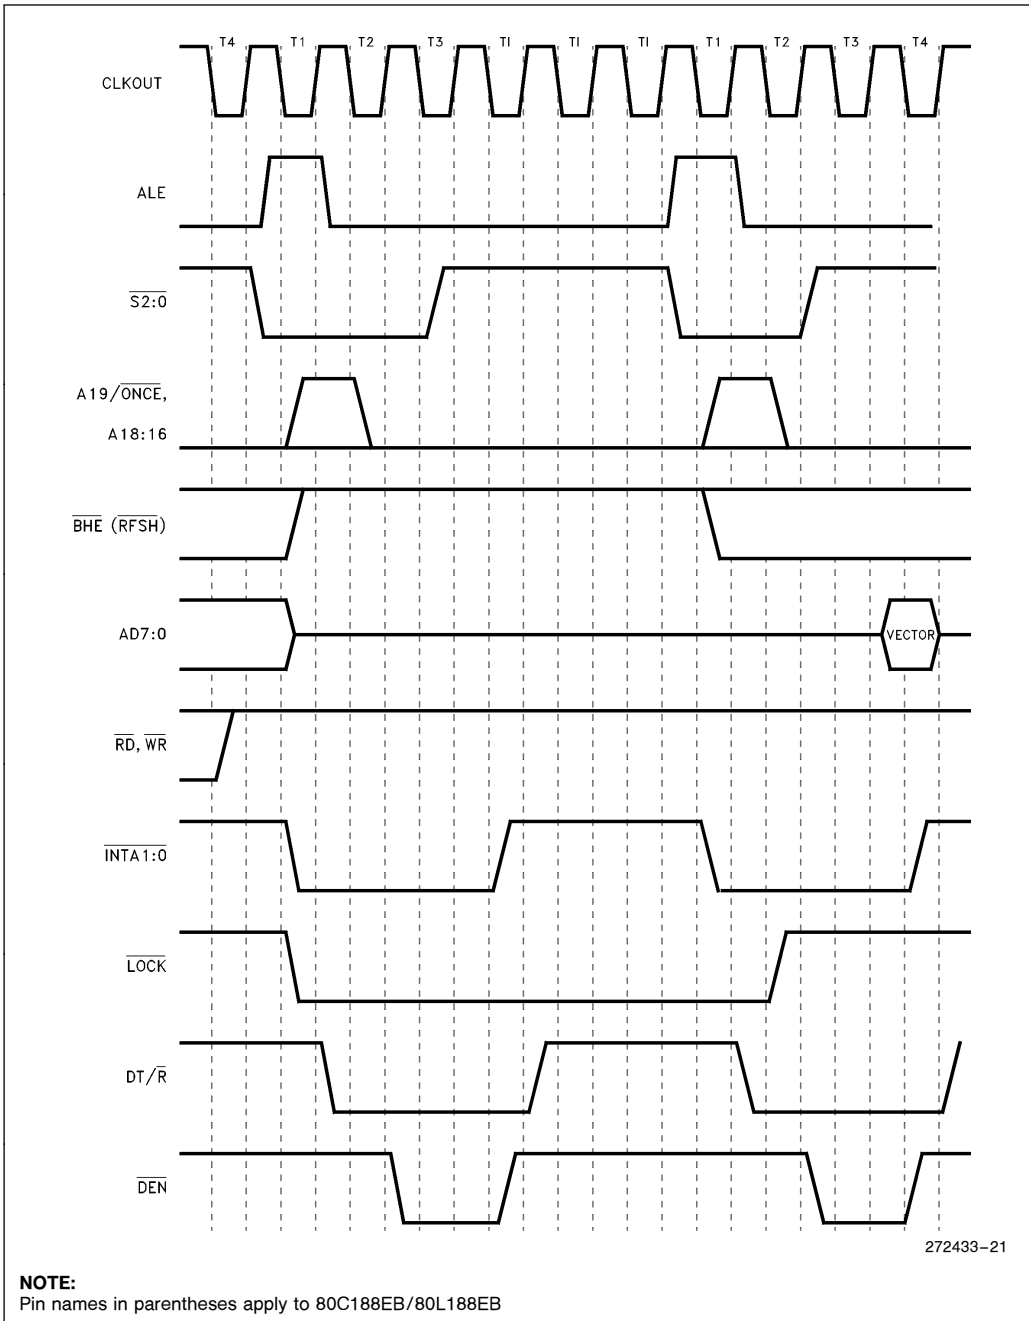 T4 T1 T2 T3 TI TI TI T1 T2 T3 T4
CLKOUT
ALE
S2:0
A19/ONCE,
A18:16
BHE (RFSH)
AD7:0
VECTOR
RD, WR
INTA1:0
LOCK
DT/R
DEN
272433-21
NOTE:
Pin names in parentheses apply to 80C188EB/80L188EB